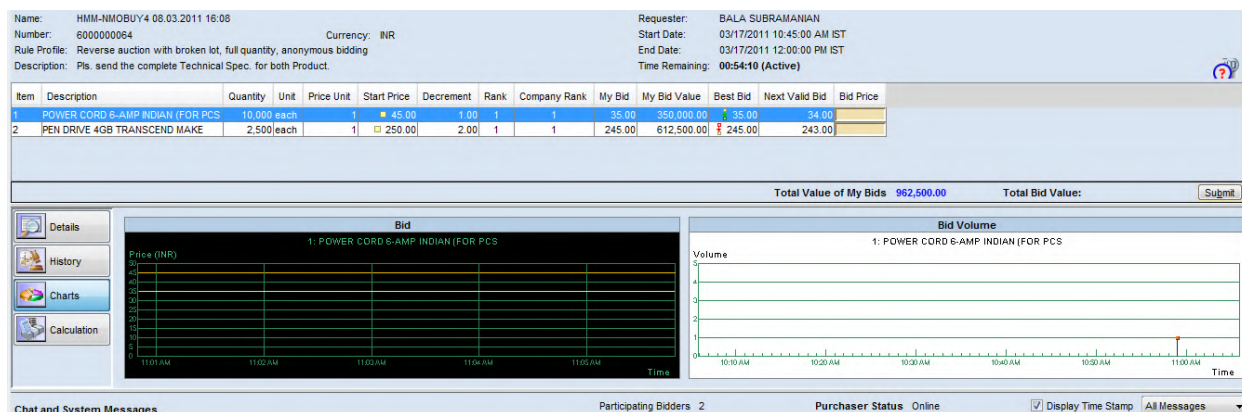 Name: HMM-NMOBUY4 08.03.2011 16:08 Requester: BALA SUBRAMANIAN
Number: 6000000064 Currency: INR Start Date: 03/17/2011 10:45:00 AM IST
Rule Profile: Reverse auction with broken lot, full quantity, anonymous bidding End Date: 03/17/2011 12:00:00 PM IST
Description: Pls. send the complete Technical Spec. for both Product. Time Remaining: 00:54:10 (Active)
Item Description Quantity Unit Price Unit Start Price Decrement Rank Company Rank My Bid My Bid Value Best Bid Next Valid Bid Bid Price
1 POWER CORD 6-AMP INDIAN (FOR PCS 10,000 each 1 45.00 1.00 1 1 35.00 350,000.00 35.00 34.00
2 PEN DRIVE 4GB TRANSCEND MAKE 2,500 each 1 250.00 2.00 1 1 245.00 612,500.00 245.00 243.00
Total Value of My Bids 962,500.00 Total Bid Value: Submit
Details
History
Charts
Calculation
Bid
1: POWER CORD 6-AMP INDIAN (FOR PCS
Price (INR)
50
45
40
35
30
25
20
15
10
5
0
11:01 AM 11:02 AM 11:03 AM 11:04 AM 11:05 AM
Time
Bid Volume
1: POWER CORD 6-AMP INDIAN (FOR PCS
Volume
5
4
3
2
1
0
10:10 AM 10:20 AM 10:30 AM 10:40 AM 10:50 AM 11:00 AM
Time
Chat and System Messages Participating Bidders 2 Purchaser Status Online Display Time Stamp All Messages